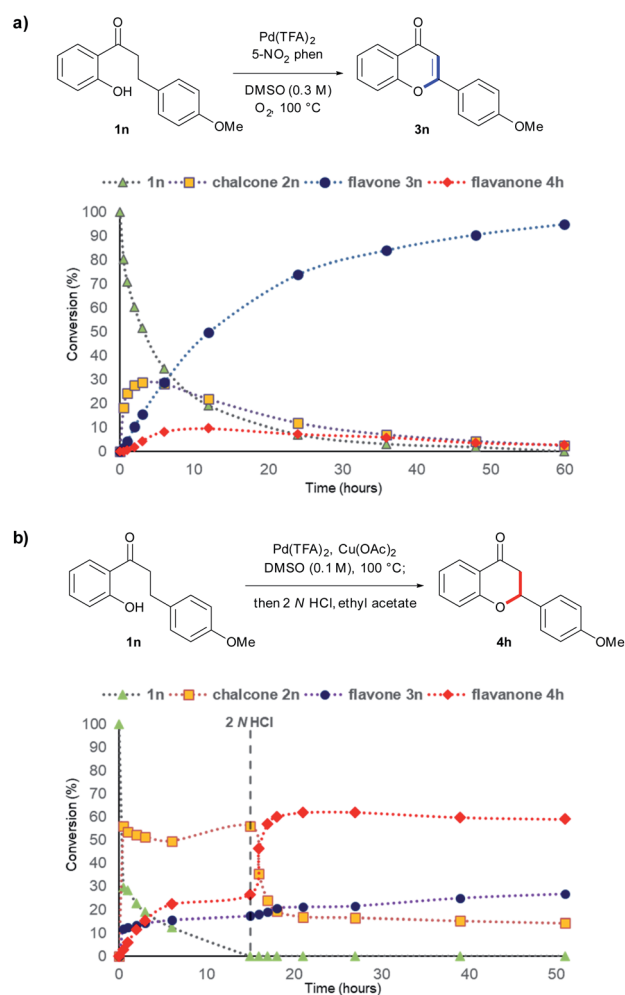 a)
O
OH
OMe
1n
Pd(TFA)₂
5-NO₂ phen
DMSO (0.3 M)
O₂, 100 °C
O
O
OMe
3n
1n chalcone 2n flavone 3n flavanone 4h
Conversion (%)
100
90
80
70
60
50
40
30
20
10
0
0 10 20 30 40 50 60
Time (hours)
b)
O
OH
OMe
1n
Pd(TFA)₂, Cu(OAc)₂
DMSO (0.1 M), 100 °C;
then 2 N HCl, ethyl acetate
O
O
OMe
4h
1n chalcone 2n flavone 3n flavanone 4h
2 N HCl
Conversion (%)
100
90
80
70
60
50
40
30
20
10
0
0 10 20 30 40 50
Time (hours)